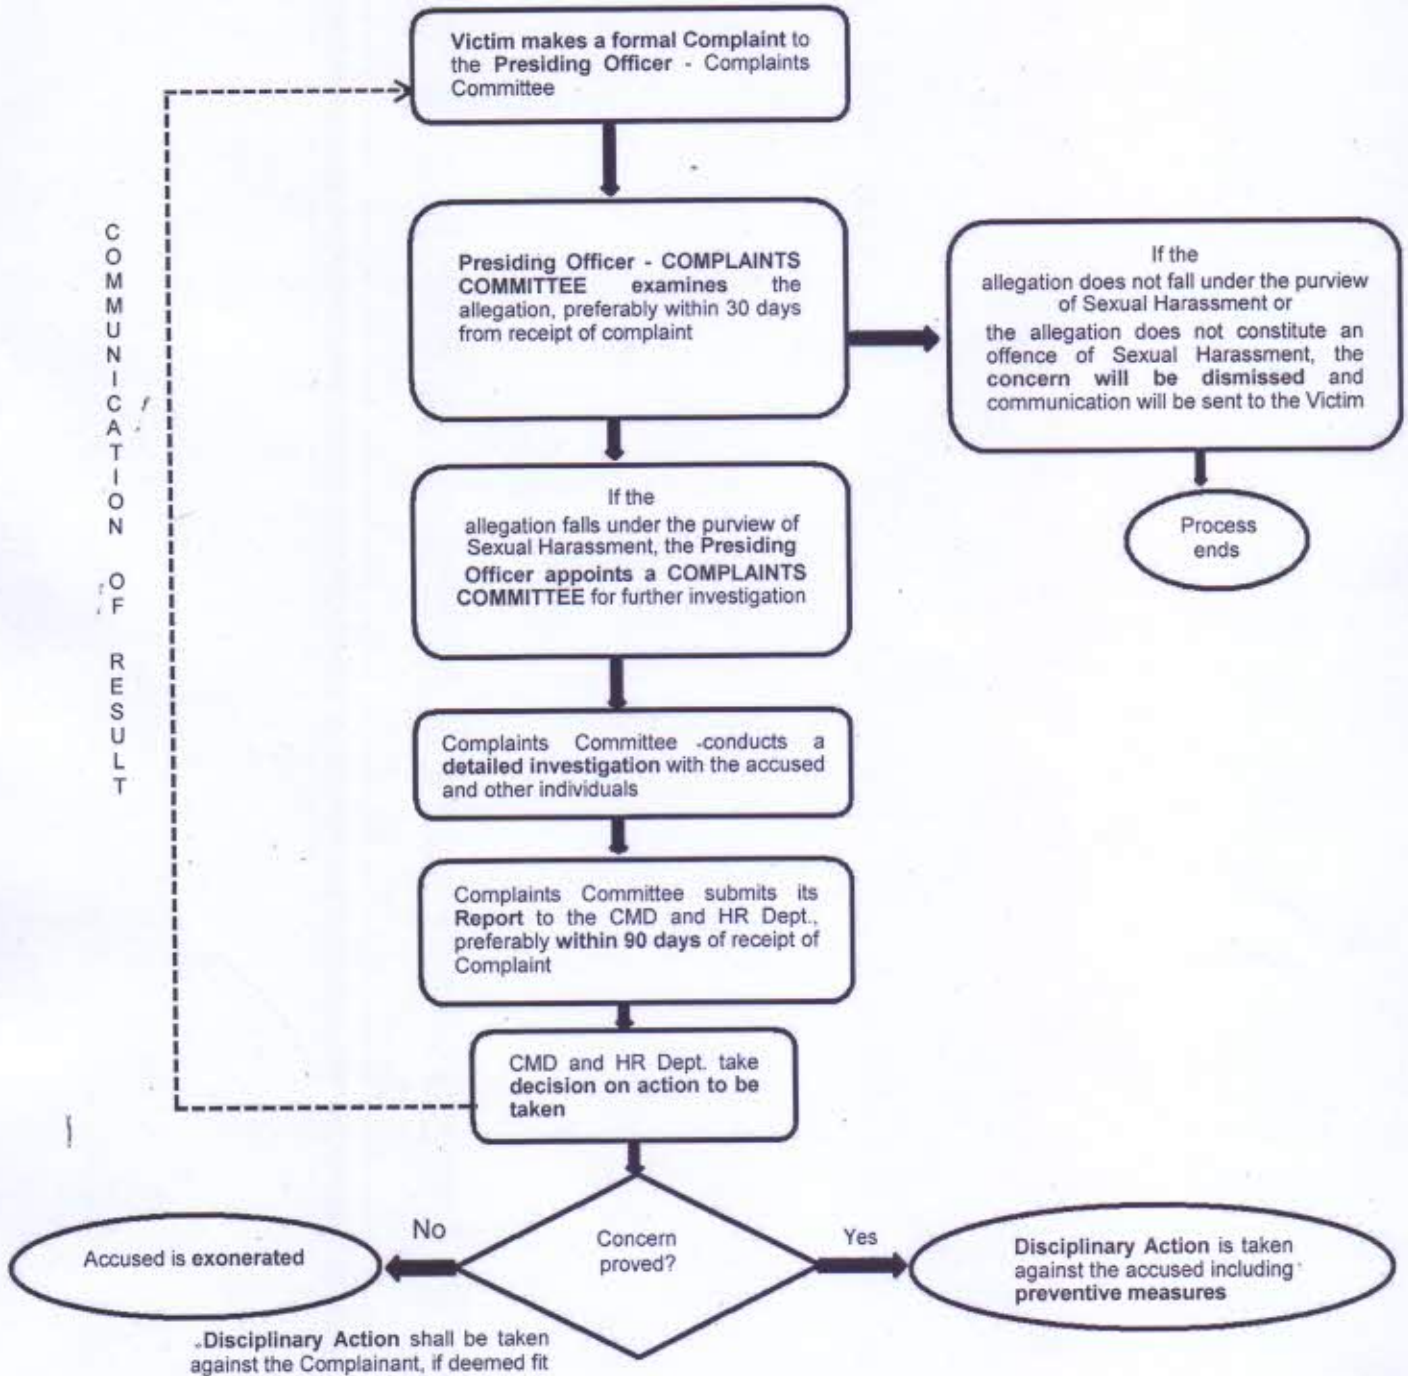 Victim makes a formal Complaint to
the Presiding Officer - Complaints
Committee
COMMUNICATION OF RESULT
Presiding Officer - COMPLAINTS
COMMITTEE examines the
allegation, preferably within 30 days
from receipt of complaint
If the
allegation does not fall under the purview
of Sexual Harassment or
the allegation does not constitute an
offence of Sexual Harassment, the
concern will be dismissed and
communication will be sent to the Victim
Process
ends
If the
allegation falls under the purview of
Sexual Harassment, the Presiding
Officer appoints a COMPLAINTS
COMMITTEE for further investigation
Complaints Committee conducts a
detailed investigation with the accused
and other individuals
Complaints Committee submits its
Report to the CMD and HR Dept.,
preferably within 90 days of receipt of
Complaint
CMD and HR Dept. take
decision on action to be
taken
Concern
proved?
No
Yes
Accused is exonerated
Disciplinary Action is taken
against the accused including
preventive measures
Disciplinary Action shall be taken
against the Complainant, if deemed fit